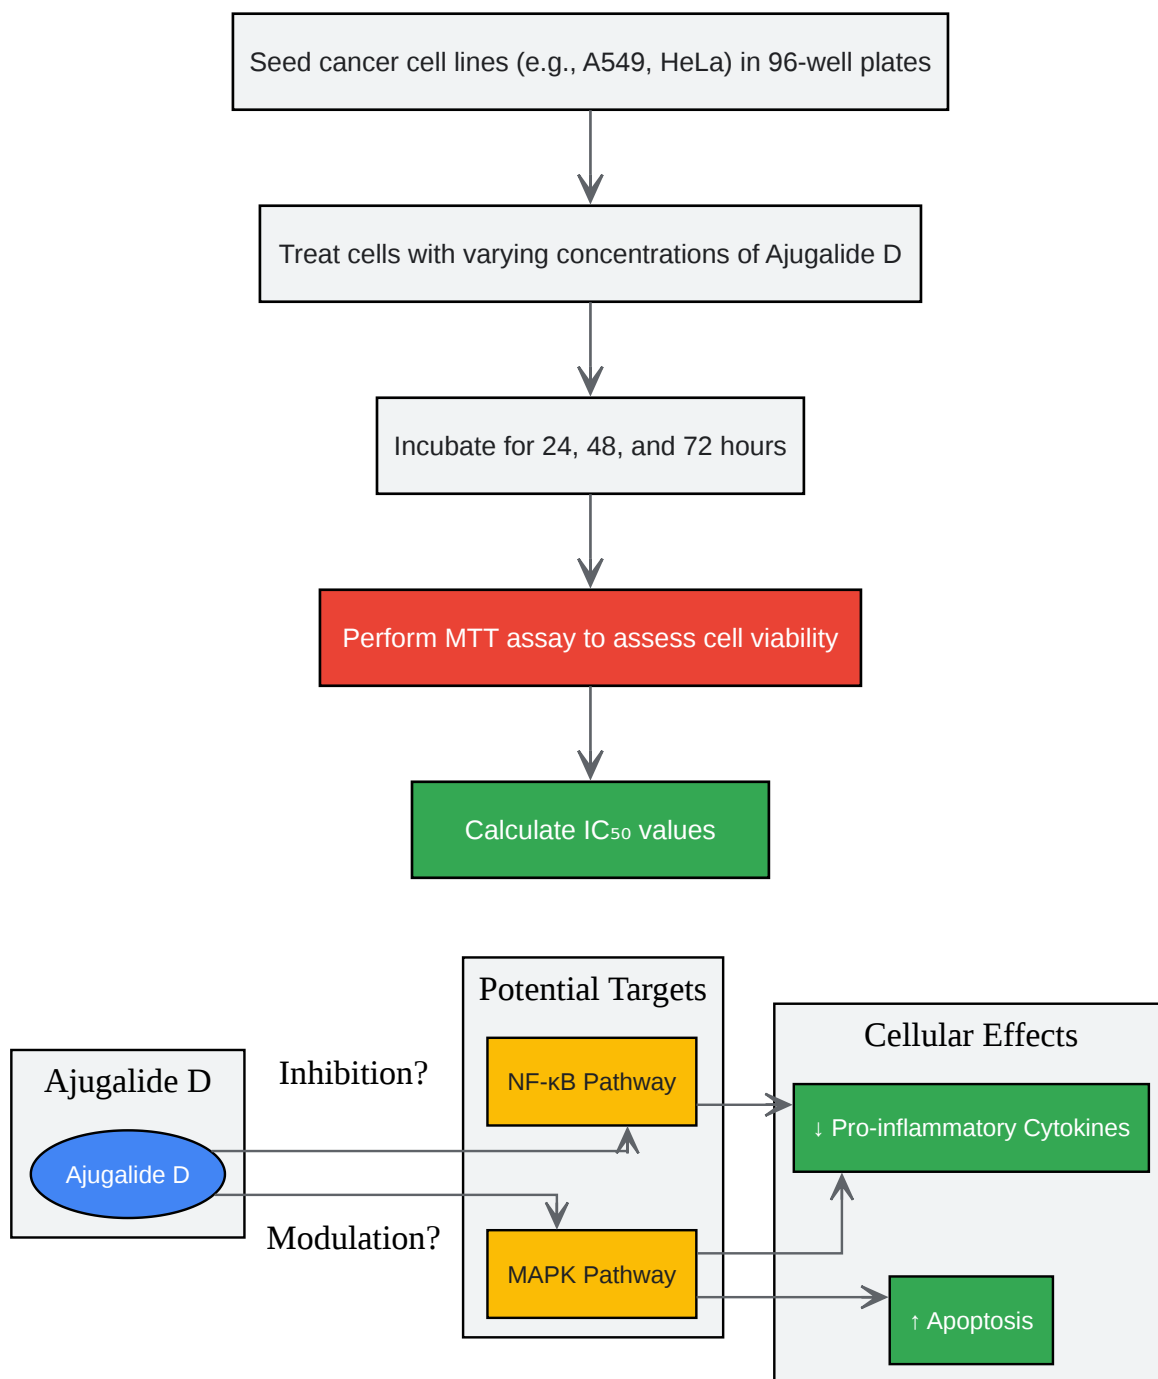 Seed cancer cell lines (e.g., A549, HeLa) in 96-well plates
Treat cells with varying concentrations of Ajugalide D
Incubate for 24, 48, and 72 hours
Perform MTT assay to assess cell viability
Calculate IC₅₀ values
Potential Targets
Cellular Effects
Ajugalide D
Inhibition?
NF-κB Pathway
↓ Pro-inflammatory Cytokines
Ajugalide D
Modulation?
MAPK Pathway
↑ Apoptosis